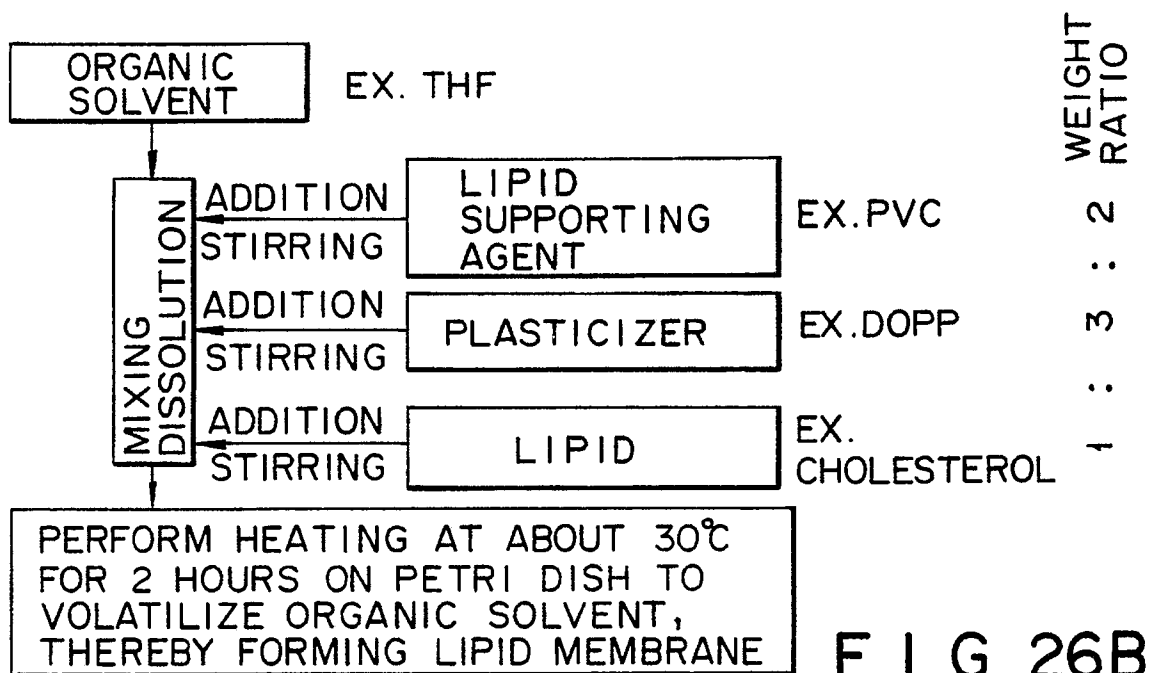 ORGANIC
SOLVENT
EX. THF
WEIGHT
RATIO
MIXING
DISSOLUTION
ADDITION
STIRRING
LIPID
SUPPORTING
AGENT
EX.PVC
2
:
ADDITION
STIRRING
PLASTICIZER
EX.DOPP
3
:
ADDITION
STIRRING
LIPID
EX.
CHOLESTEROL
1
PERFORM HEATING AT ABOUT 30°C
FOR 2 HOURS ON PETRI DISH TO
VOLATILIZE ORGANIC SOLVENT,
THEREBY FORMING LIPID MEMBRANE
FIG 26B